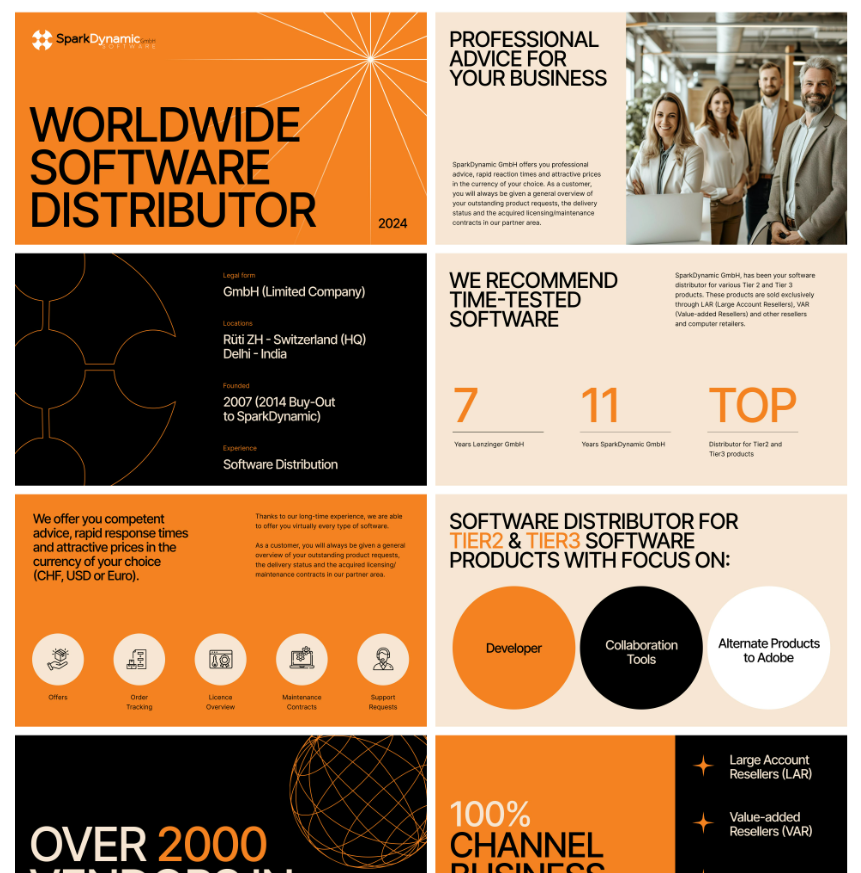 SparkDynamic GmbH
SOFTWARE
WORLDWIDE
SOFTWARE
DISTRIBUTOR
2024
PROFESSIONAL
ADVICE FOR
YOUR BUSINESS
SparkDynamic GmbH offers you professional
advice, rapid reaction times and attractive prices
in the currency of your choice. As a customer,
you will always be given a general overview of
your outstanding product requests, the delivery
status and the acquired licensing/maintenance
contracts in our partner area.
Legal form
GmbH (Limited Company)
Locations
Rüti ZH - Switzerland (HQ)
Delhi - India
Founded
2007 (2014 Buy-Out
to SparkDynamic)
Experience
Software Distribution
WE RECOMMEND
TIME-TESTED
SOFTWARE
SparkDynamic GmbH, has been your software
distributor for various Tier 2 and Tier 3
products. These products are sold exclusively
through LAR (Large Account Resellers), VAR
(Value-added Resellers) and other resellers
and computer retailers.
7
Years Lenzinger GmbH
11
Years SparkDynamic GmbH
TOP
Distributor for Tier2 and
Tier3 products
We offer you competent
advice, rapid response times
and attractive prices in the
currency of your choice
(CHF, USD or Euro).
Thanks to our long-time experience, we are able
to offer you virtually every type of software.
As a customer, you will always be given a general
overview of your outstanding product requests,
the delivery status and the acquired licensing/
maintenance contracts in our partner area.
Offers
Order
Tracking
Licence
Overview
Maintenance
Contracts
Support
Requests
SOFTWARE DISTRIBUTOR FOR
TIER2 & TIER3 SOFTWARE
PRODUCTS WITH FOCUS ON:
Developer
Collaboration
Tools
Alternate Products
to Adobe
OVER 2000
VENDORS IN
100%
CHANNEL
BUSINESS
Large Account
Resellers (LAR)
Value-added
Resellers (VAR)